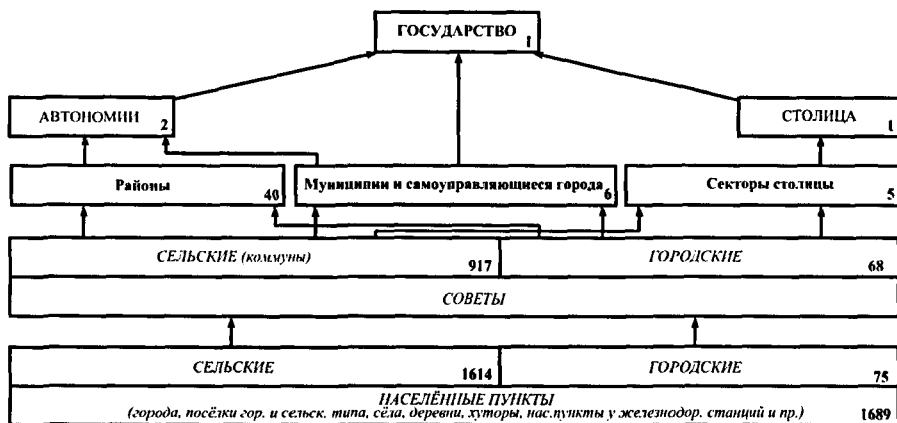 ГОСУДАРСТВО 1
АВТОНОМИИ 2
СТОЛИЦА 1
Районы 40
Муниципии и самоуправляющиеся города 6
Секторы столицы 5
СЕЛЬСКИЕ (коммуны) 917
ГОРОДСКИЕ 68
СОВЕТЫ
СЕЛЬСКИЕ 1614
ГОРОДСКИЕ 75
НАСЕЛЁННЫЕ ПУНКТЫ
(города, посёлки гор. и сельск. типа, сёла, деревни, хуторы, нас.пункты у железнодор. станций и пр.) 1689